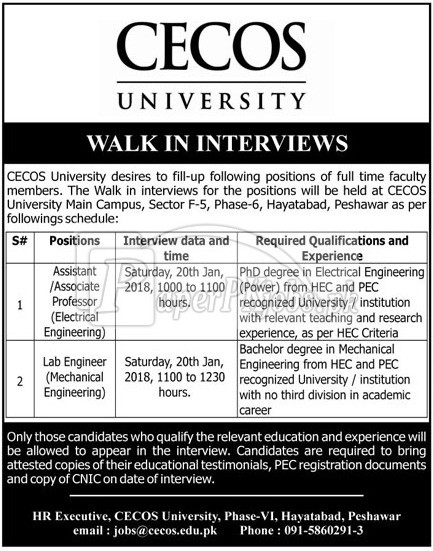 CECOS
UNIVERSITY
WALK IN INTERVIEWS
CECOS University desires to fill-up following positions of full time faculty
members. The Walk in interviews for the positions will be held at CECOS
University Main Campus, Sector F-5, Phase-6, Hayatabad, Peshawar as per
followings schedule:
S# Positions Interview data and time Required Qualifications and Experience
1 Assistant /Associate Professor (Electrical Engineering) Saturday, 20th Jan, 2018, 1000 to 1100 hours. PhD degree in Electrical Engineering (Power) from HEC and PEC recognized University / institution with relevant teaching and research experience, as per HEC Criteria
2 Lab Engineer (Mechanical Engineering) Saturday, 20th Jan, 2018, 1100 to 1230 hours. Bachelor degree in Mechanical Engineering from HEC and PEC recognized University / institution with no third division in academic career
Only those candidates who qualify the relevant education and experience will
be allowed to appear in the interview. Candidates are required to bring
attested copies of their educational testimonials, PEC registration documents
and copy of CNIC on date of interview.
HR Executive, CECOS University, Phase-VI, Hayatabad, Peshawar
email : jobs@cecos.edu.pk Phone : 091-5860291-3